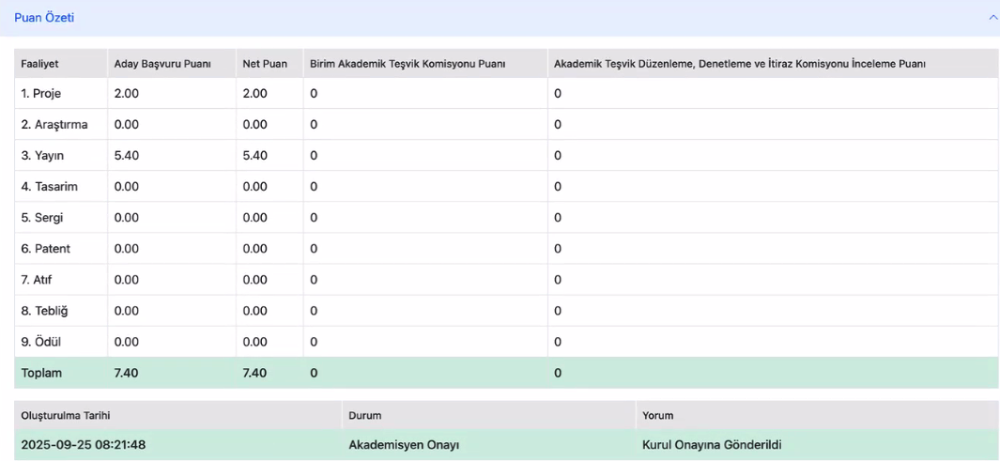 Puan Özeti
Faaliyet Aday Başvuru Puanı Net Puan Birim Akademik Teşvik Komisyonu Puanı Akademik Teşvik Düzenleme, Denetleme ve İtiraz Komisyonu İnceleme Puanı
1. Proje 2.00 2.00 0 0
2. Araştırma 0.00 0.00 0 0
3. Yayın 5.40 5.40 0 0
4. Tasarim 0.00 0.00 0 0
5. Sergi 0.00 0.00 0 0
6. Patent 0.00 0.00 0 0
7. Atıf 0.00 0.00 0 0
8. Tebliğ 0.00 0.00 0 0
9. Ödül 0.00 0.00 0 0
Toplam 7.40 7.40 0 0
Oluşturulma Tarihi Durum Yorum
2025-09-25 08:21:48 Akademisyen Onayı Kurul Onayına Gönderildi